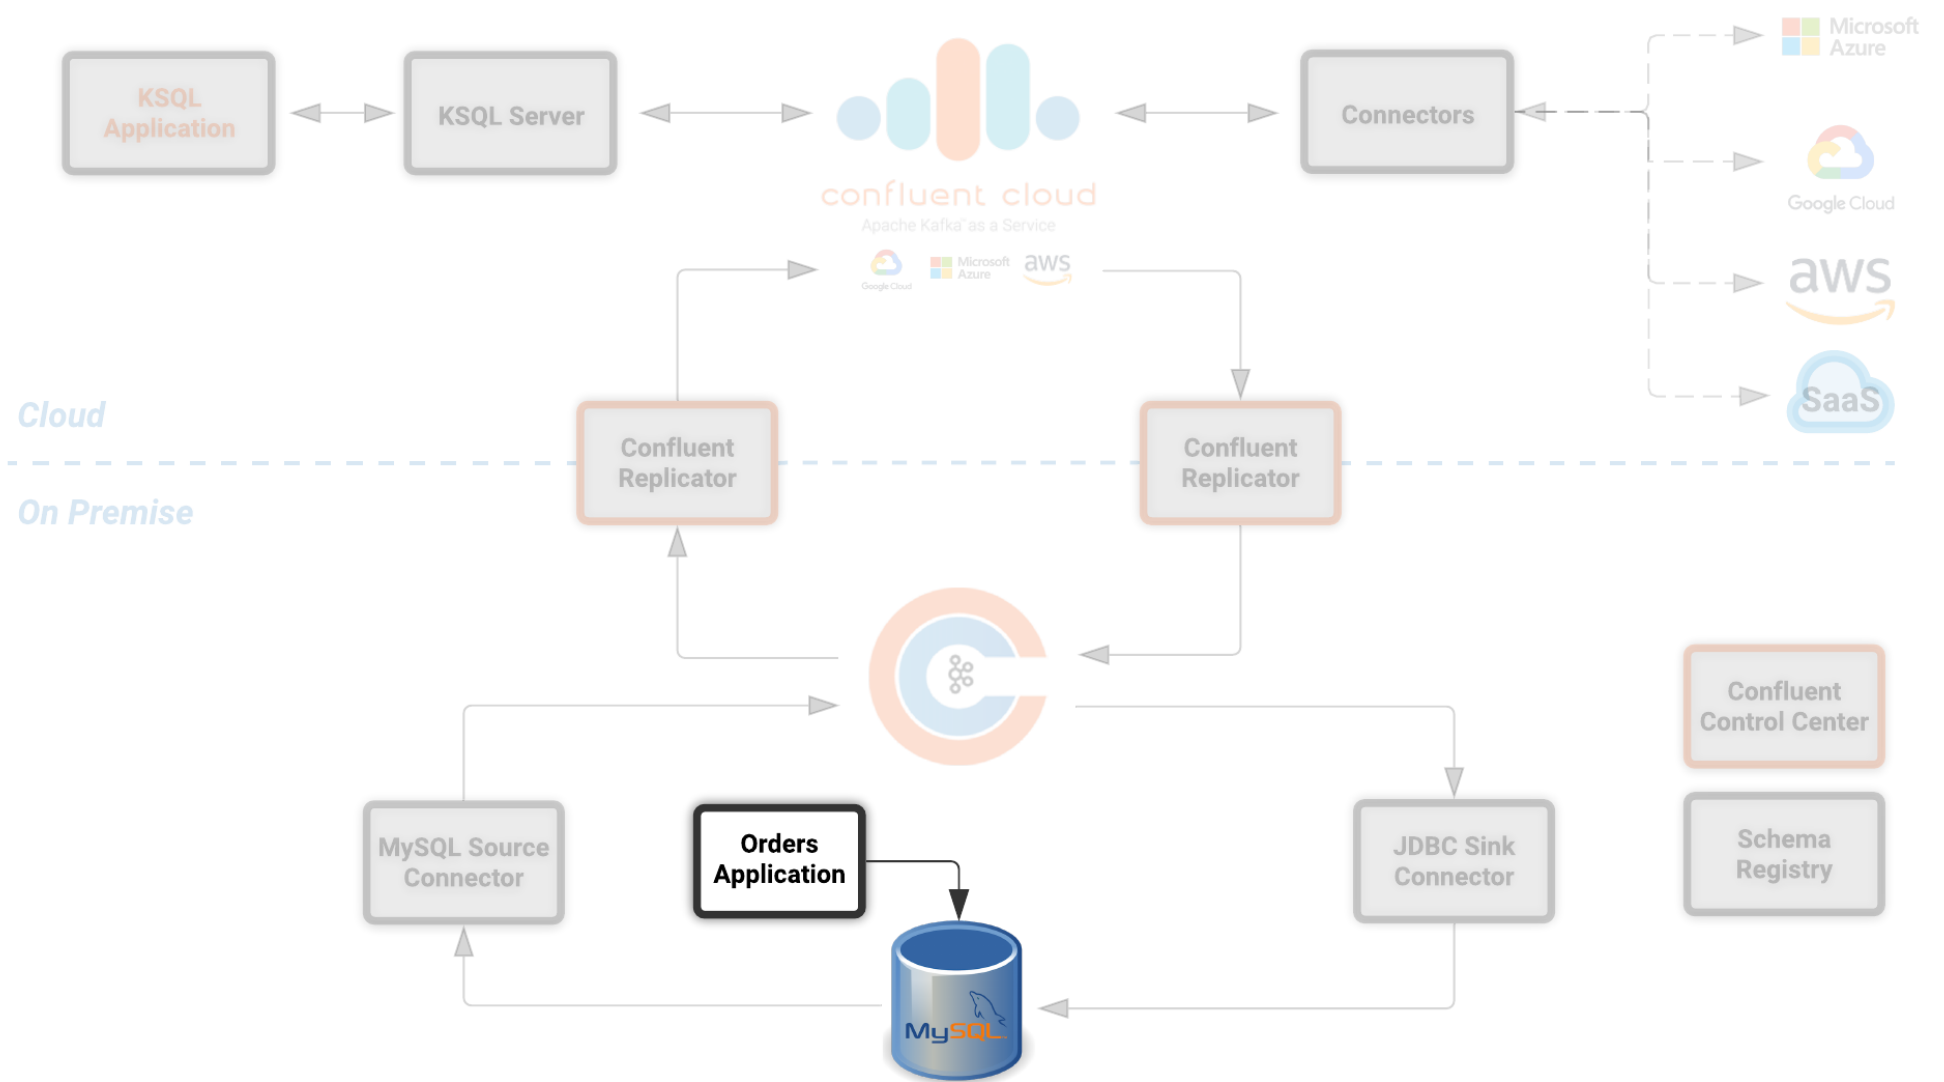 KSQL
Application
KSQL Server
confluent cloud
Apache Kafka® as a Service
Google Cloud
Microsoft
Azure
aws
Connectors
Microsoft
Azure
Google Cloud
aws
SaaS
Cloud
On Premise
Confluent
Replicator
Confluent
Replicator
Confluent
Control Center
MySQL Source
Connector
Orders
Application
JDBC Sink
Connector
Schema
Registry
MySQL